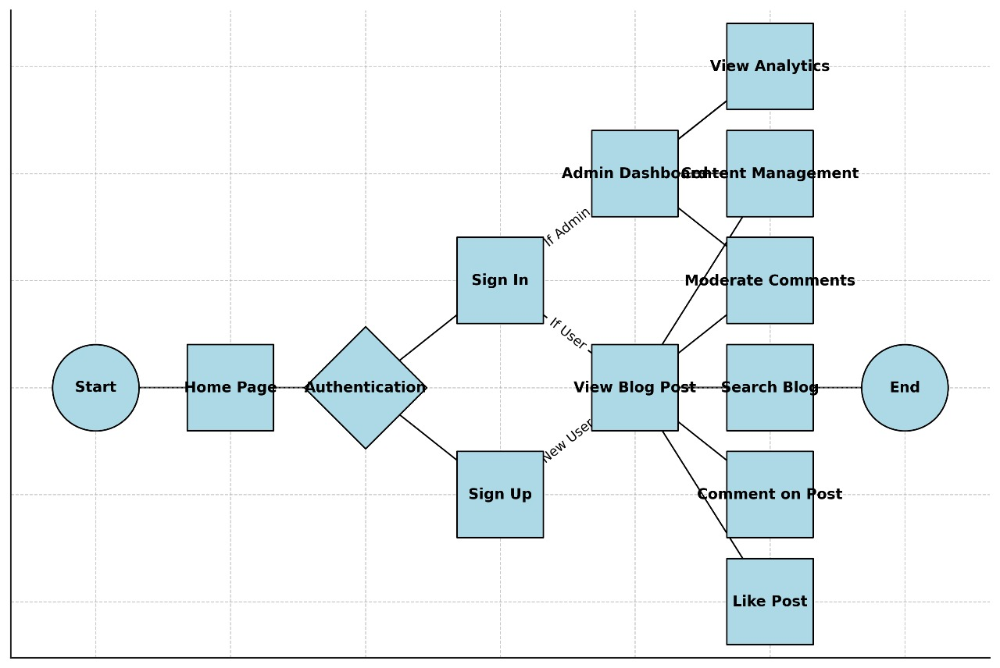 View Analytics
Admin Dashboard
Content Management
If Admin
Sign In
Moderate Comments
If User
Start
Home Page
Authentication
View Blog Post
Search Blog
End
New User
Sign Up
Comment on Post
Like Post